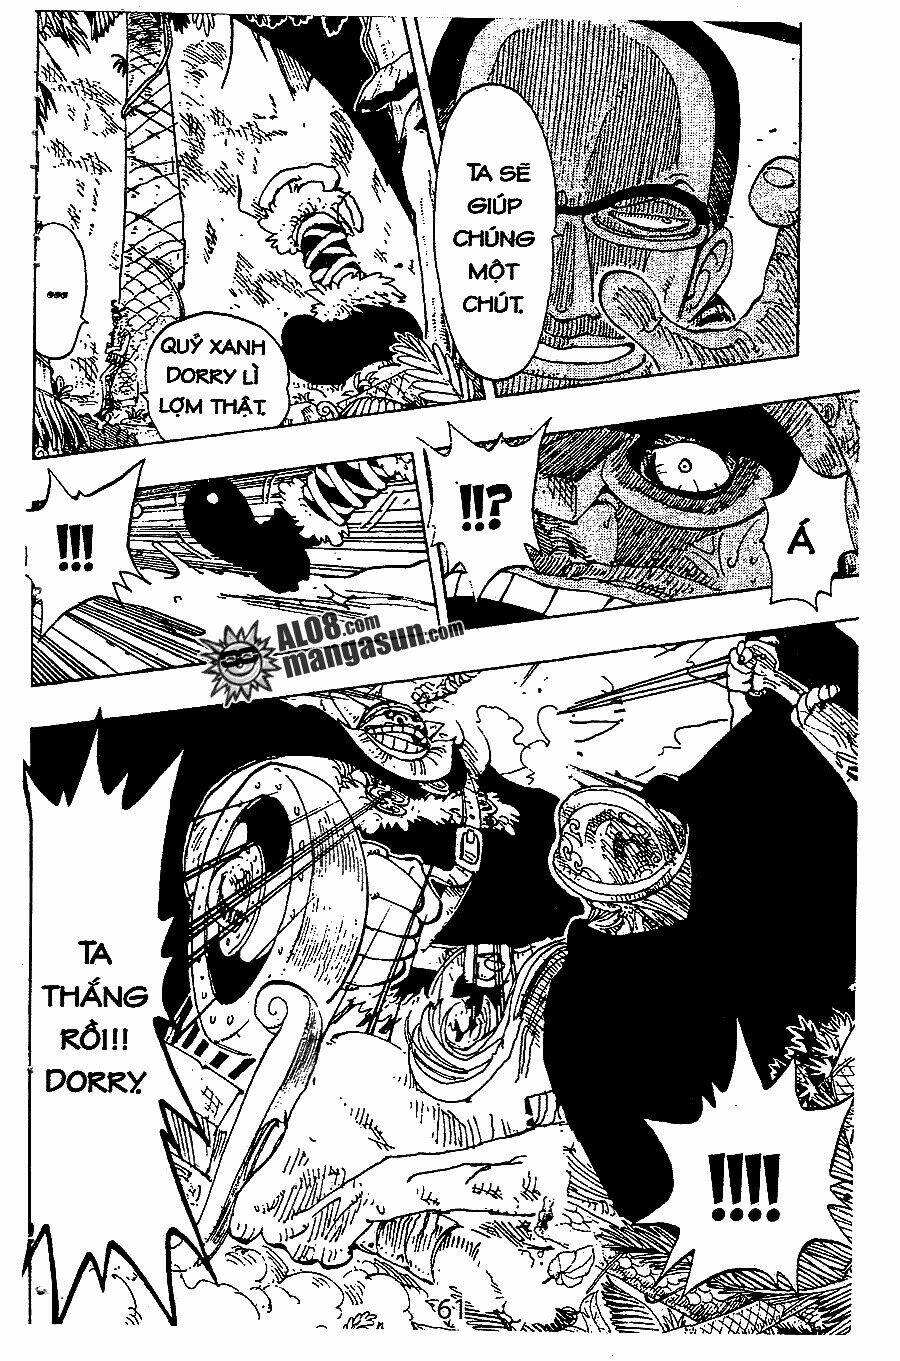 ...
QUỶ XANH
DORRY LÌ
LỢM THẬT.
TA SẼ
GIÚP
CHÚNG
MỘT
CHÚT.
!!!
!!?
Á
AL08.com
mangasun.com
TA
THẮNG
RỒI!!
DORRY.
!!!!
61